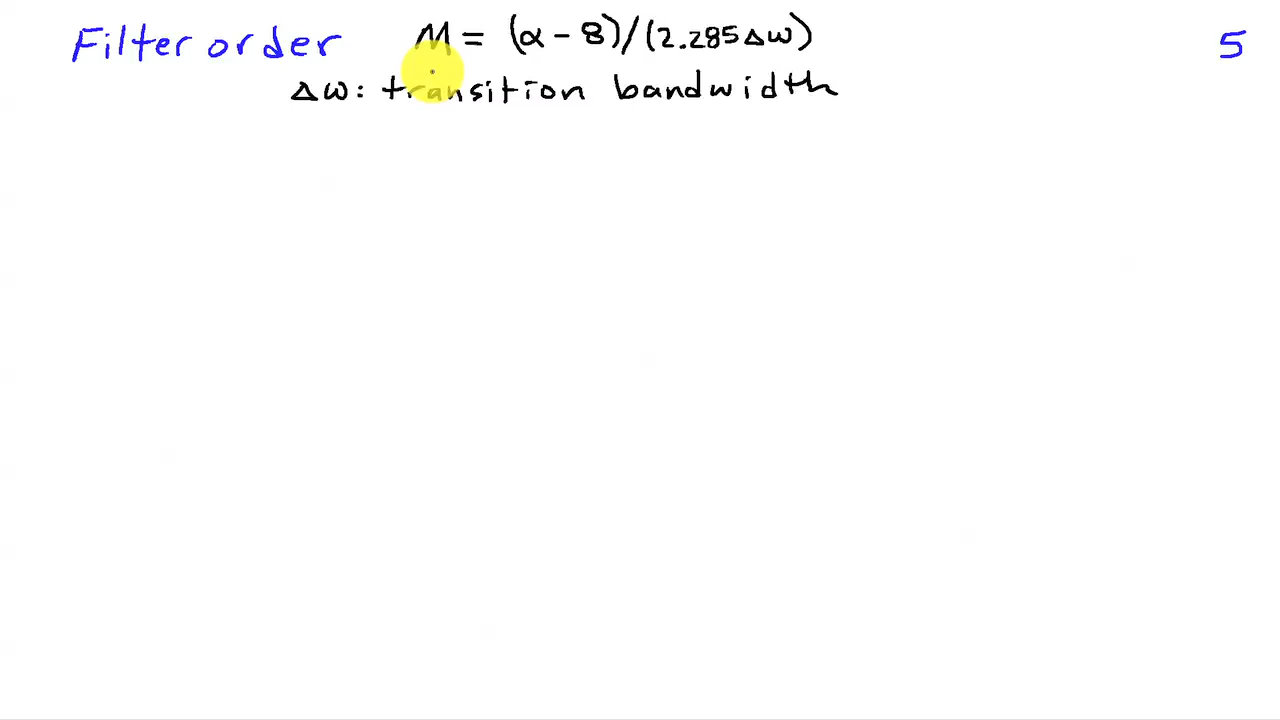 Filter order M = (α - 8)/(2.285Δω) 5
Δω: transition bandwidth